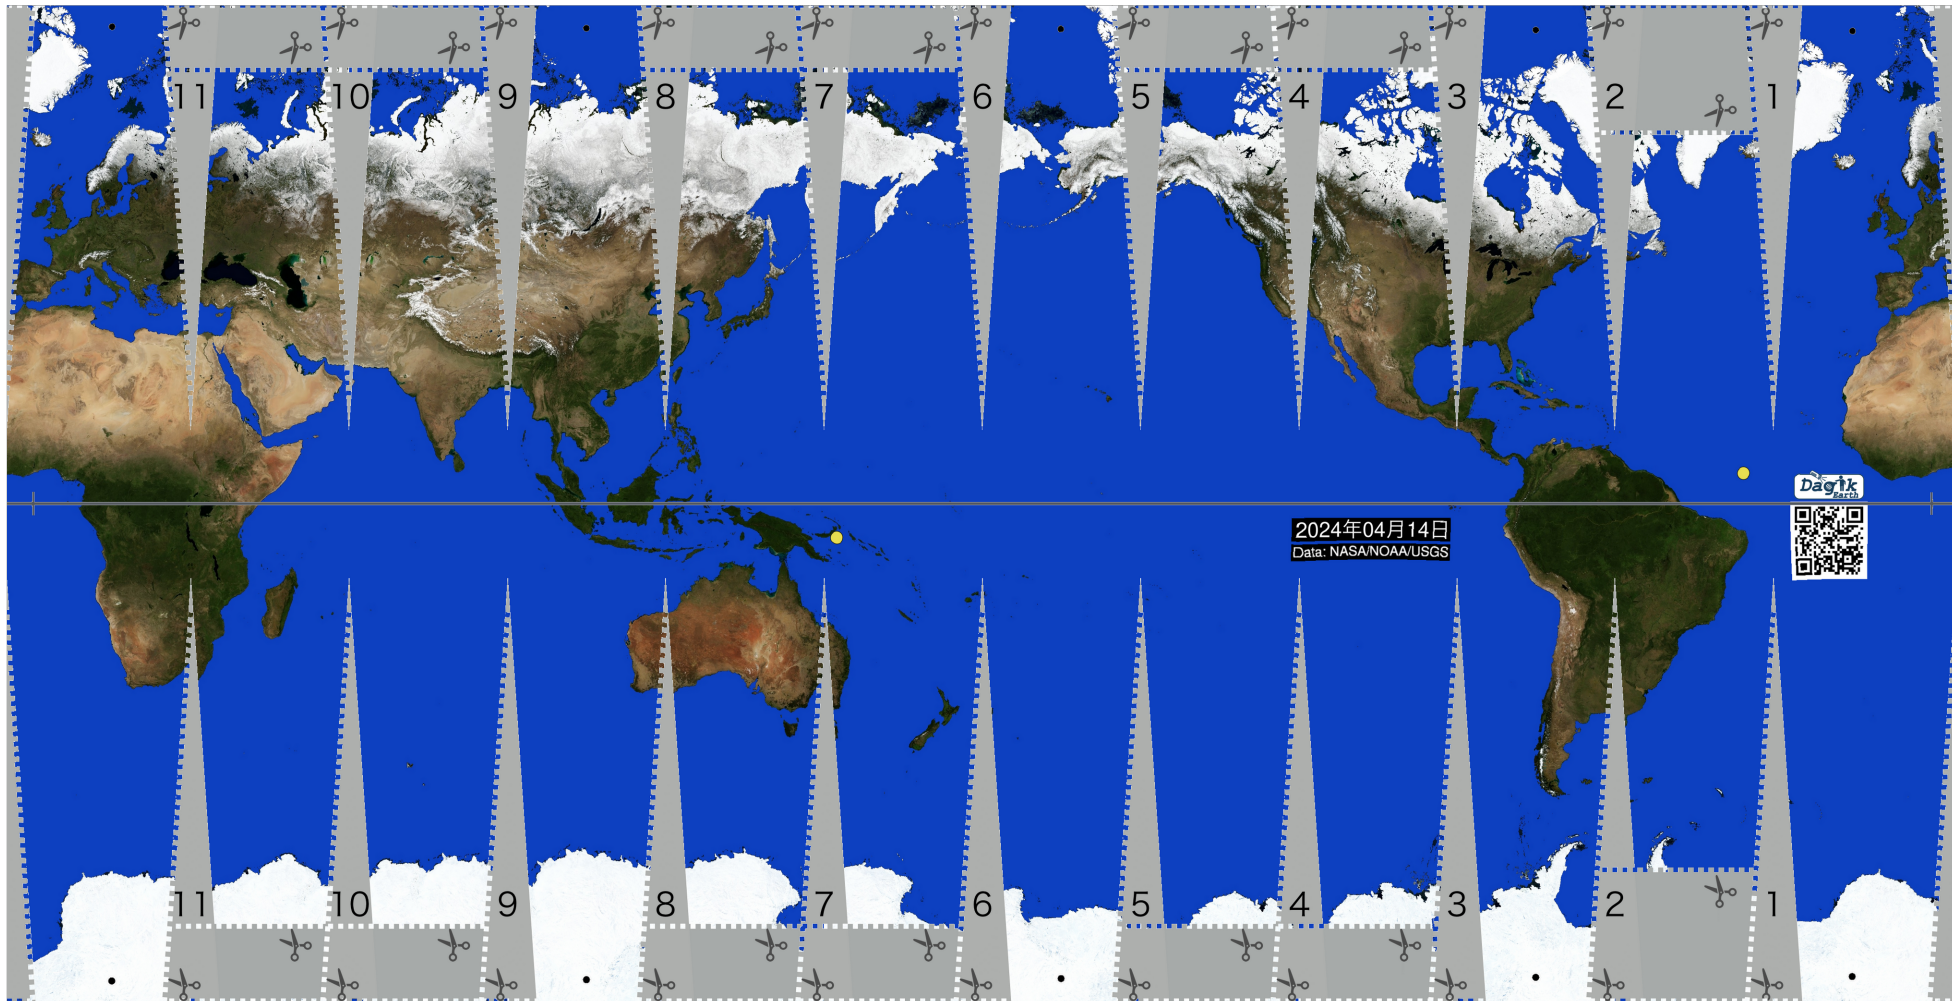 11 10 9 8 7 6 5 4 3 2 1
Dagik
Earth
2024年04月14日
Data: NASA/NOAA/USGS
11 10 9 8 7 6 5 4 3 2 1